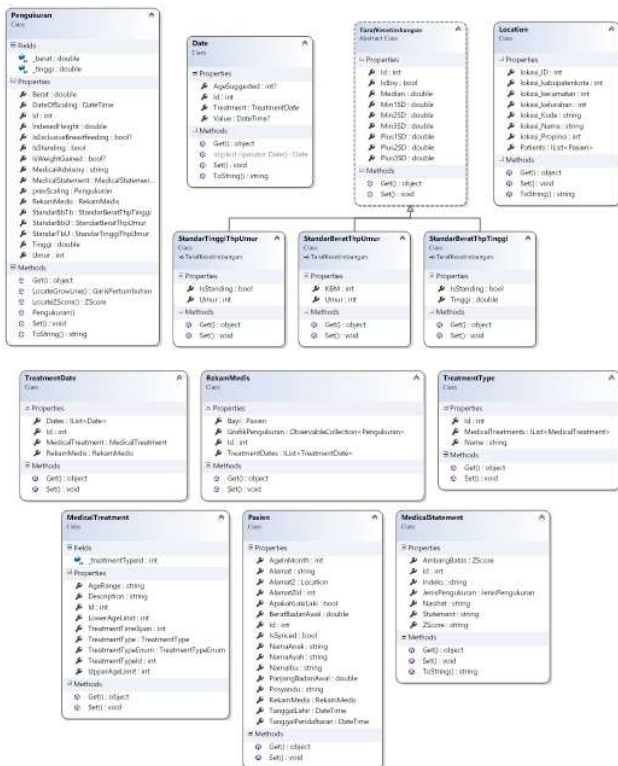 Pengukuran
Class
Fields
_berat : double
_tinggi : double
Properties
Berat : double
DateOfScaling : DateTime
Id : int
IndexedHeight : double
IsExclusiveBreastfeeding : bool?
IsStanding : bool
IsWeightGained : bool?
MedicalAdvisory : string
MedicalStatement : MedicalStatemen...
prevScaling : Pengukuran
RekamMedis : RekamMedis
StandarBbTb : StandarBeratThpTinggi
StandarBbU : StandarBeratThpUmur
StandarTbU : StandarTinggiThpUmur
Tinggi : double
Umur : int
Methods
Get() : object
LocateGrowLine() : GarisPertumbuhan
LocateZScore() : ZScore
Pengukuran()
Set() : void
ToString() : string
Date
Class
Properties
AgeSuggested : int?
Id : int
Treatment : TreatmentDate
Value : DateTime?
Methods
Get() : object
implicit operator Date() : Date
Set() : void
ToString() : string
TarafKeseimbangan
Abstract Class
Properties
Id : int
IsBoy : bool
Median : double
Min1SD : double
Min2SD : double
Min3SD : double
Plus1SD : double
Plus2SD : double
Plus3SD : double
Methods
Get() : object
Set() : void
Location
Class
Properties
lokasi_ID : int
lokasi_kabupatenkota : int
lokasi_kecamatan : int
lokasi_kelurahan : int
lokasi_Kode : string
lokasi_Nama : string
lokasi_Propinsi : int
Patients : IList<Pasien>
Methods
Get() : object
Set() : void
ToString() : string
StandarTinggiThpUmur
Class
TarafKeseimbangan
Properties
IsStanding : bool
Umur : int
Methods
Get() : object
Set() : void
StandarBeratThpUmur
Class
TarafKeseimbangan
Properties
KBM : int
Umur : int
Methods
Get() : object
Set() : void
StandarBeratThpTinggi
Class
TarafKeseimbangan
Properties
IsStanding : bool
Tinggi : double
Methods
Get() : object
Set() : void
TreatmentDate
Class
Properties
Dates : IList<Date>
Id : int
MedicalTreatment : MedicalTreatment
RekamMedis : RekamMedis
Methods
Get() : object
Set() : void
RekamMedis
Class
Properties
Bayi : Pasien
GrafikPengukuran : ObservableCollection<Pengukuran>
Id : int
TreatmentDates : IList<TreatmentDate>
Methods
Get() : object
Set() : void
TreatmentType
Class
Properties
Id : int
MedicalTreatments : IList<MedicalTreatment>
Name : string
Methods
Get() : object
Set() : void
MedicalTreatment
Class
Fields
_treatmentTypeId : int
Properties
AgeRange : string
Description : string
Id : int
LowerAgeLimit : int
TreatmentTimeSpan : int
TreatmentType : TreatmentType
TreatmentTypeEnum : TreatmentTypeEnum
TreatmentTypeId : int
UpperAgeLimit : int
Methods
Get() : object
Set() : void
Pasien
Class
Properties
AgeInMonth : int
Alamat : string
Alamat2 : Location
Alamat2Id : int
ApakahLakiLaki : bool
BeratBadanAwal : double
Id : int
IsSynced : bool
NamaAnak : string
NamaAyah : string
NamaIbu : string
PanjangBadanAwal : double
Posyandu : string
RekamMedis : RekamMedis
TanggalLahir : DateTime
TanggalPendaftaran : DateTime
Methods
Get() : object
Set() : void
MedicalStatement
Class
Properties
AmbangBatas : ZScore
Id : int
Indeks : string
JenisPengukuran : JenisPengukuran
Nasihat : string
Statement : string
ZScore : string
Methods
Get() : object
Set() : void
ToString() : string